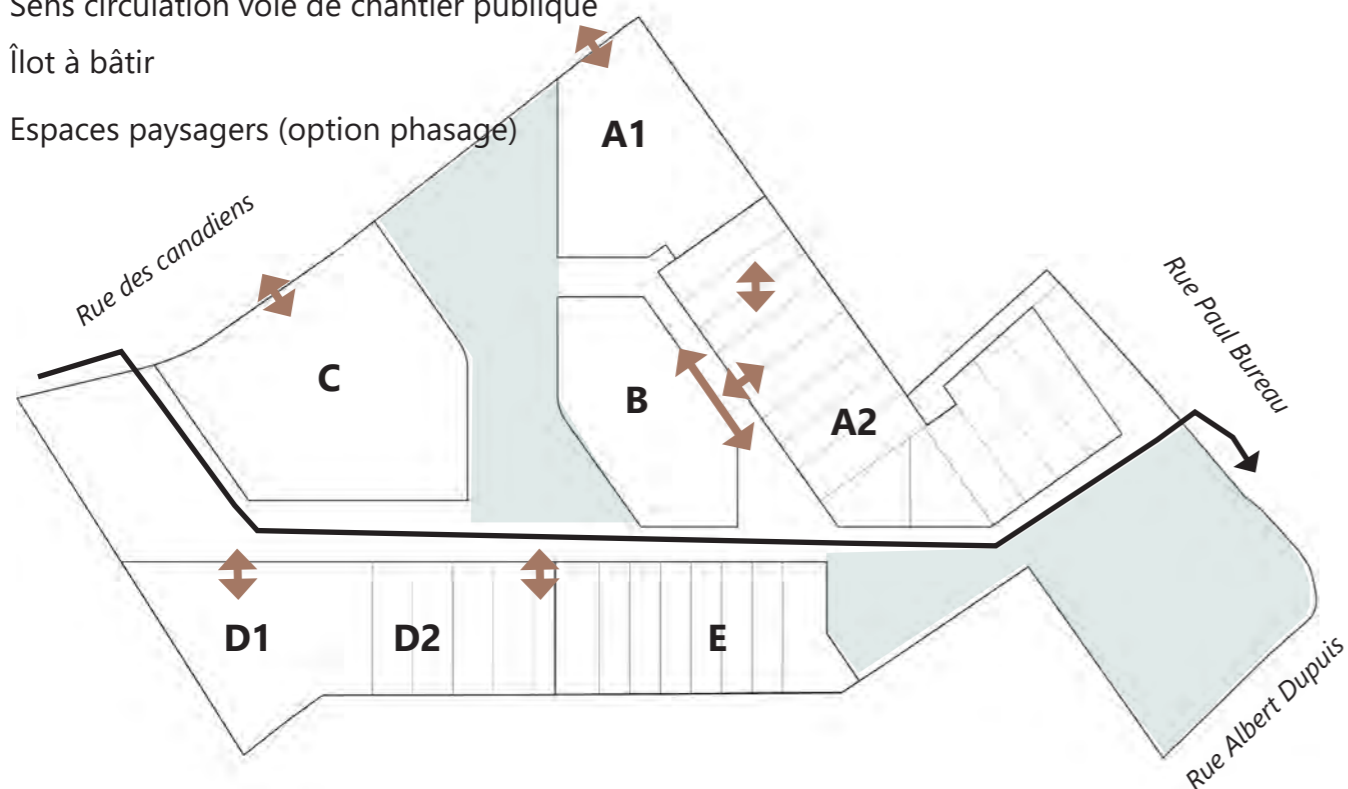 Sens circulation voie de chantier publique
Îlot à bâtir
Espaces paysagers (option phasage)
A1
Rue des canadiens
Rue Paul Bureau
C
B
A2
D1
D2
E
Rue Albert Dupuis